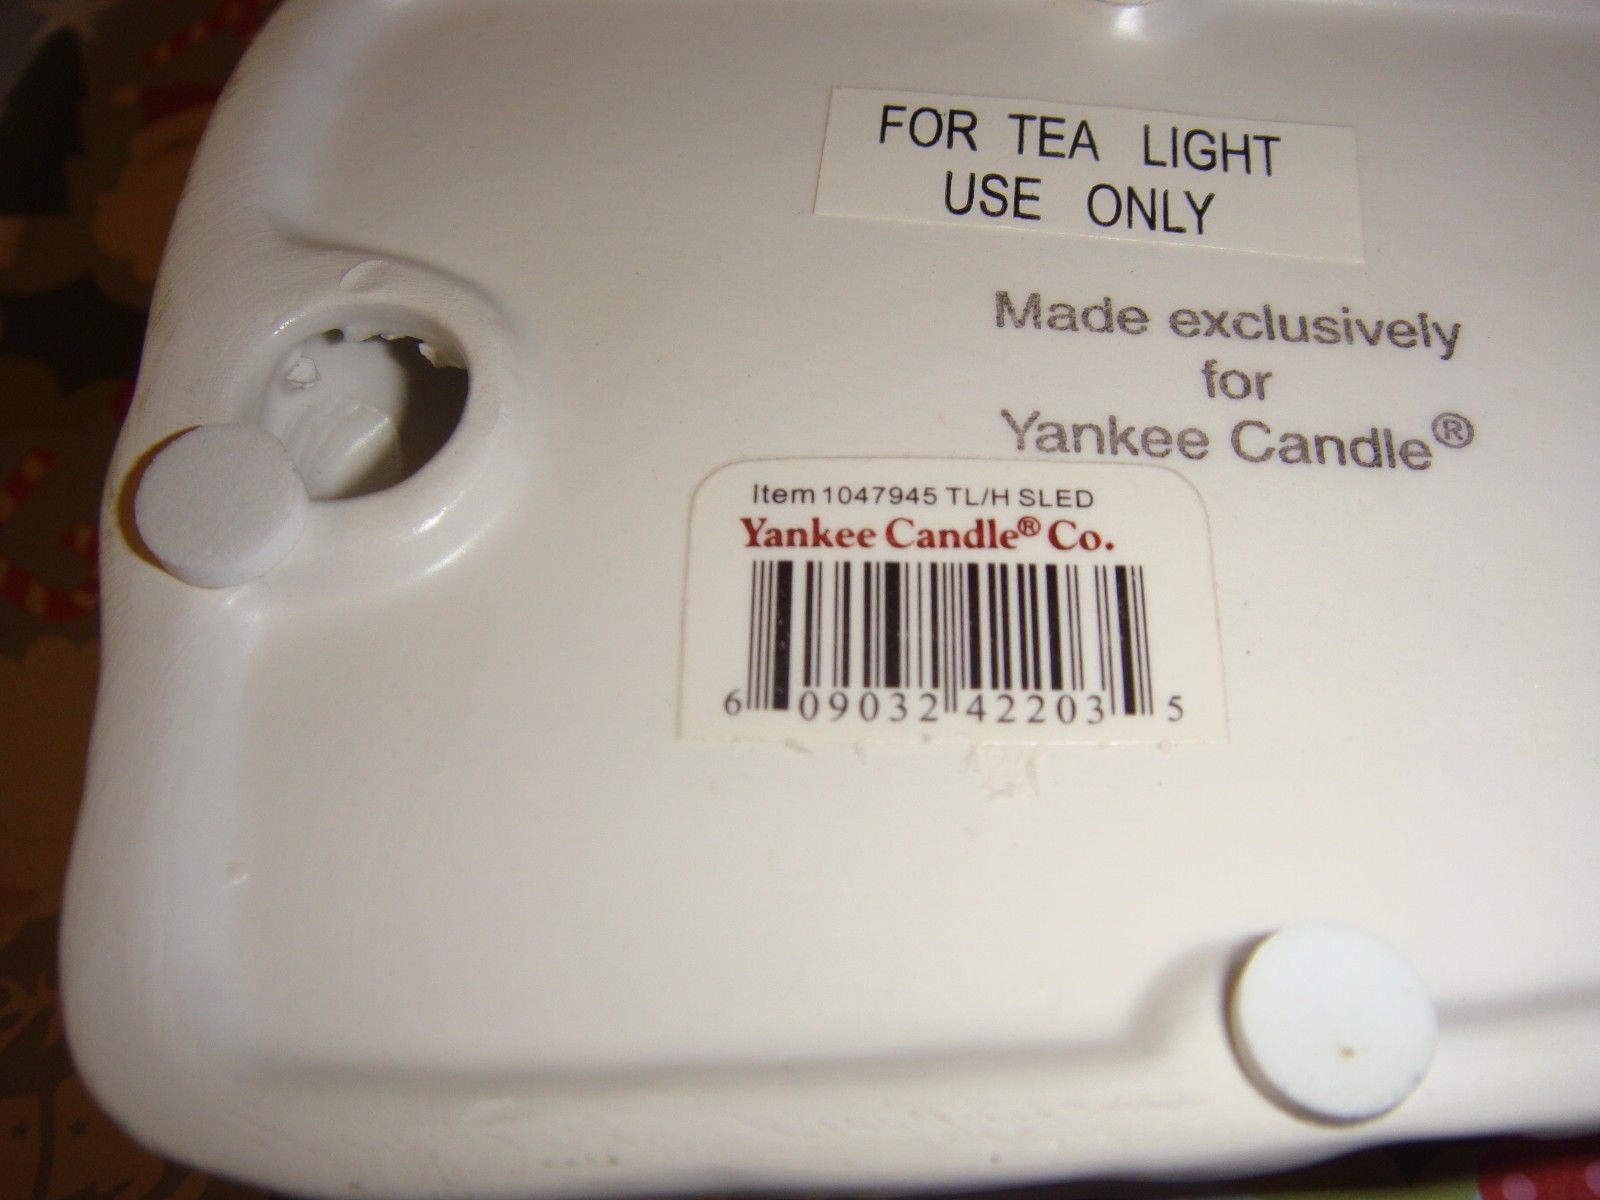 FOR TEA LIGHT
USE ONLY
Made exclusively
for
Yankee Candle®
Item 1047945 TL/H SLED
Yankee Candle® Co.
6 09032 42203 5